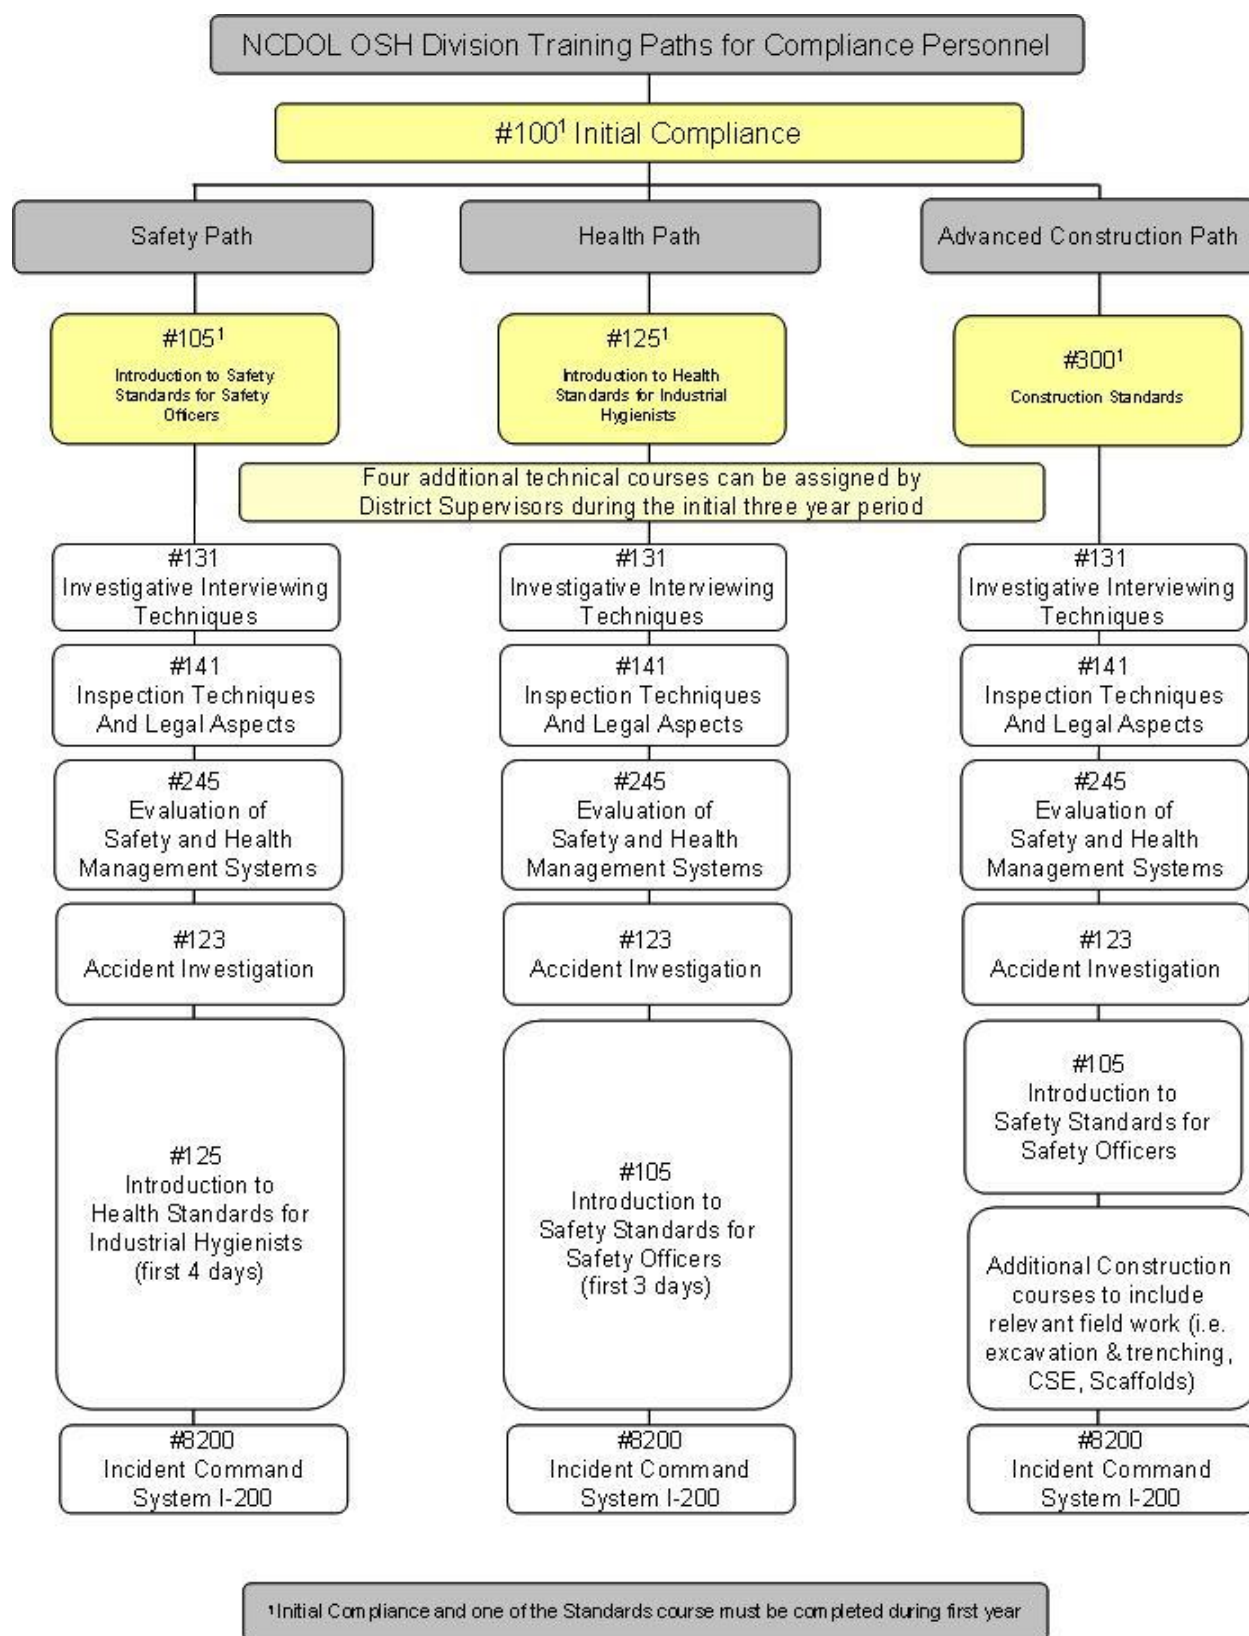 NCDOL OSH Division Training Paths for Compliance Personnel
#100¹ Initial Compliance
Safety Path
Health Path
Advanced Construction Path
#105¹
Introduction to Safety
Standards for Safety
Officers
#125¹
Introduction to Health
Standards for Industrial
Hygienists
#300¹
Construction Standards
Four additional technical courses can be assigned by
District Supervisors during the initial three year period
#131
Investigative Interviewing
Techniques
#131
Investigative Interviewing
Techniques
#131
Investigative Interviewing
Techniques
#141
Inspection Techniques
And Legal Aspects
#141
Inspection Techniques
And Legal Aspects
#141
Inspection Techniques
And Legal Aspects
#245
Evaluation of
Safety and Health
Management Systems
#245
Evaluation of
Safety and Health
Management Systems
#245
Evaluation of
Safety and Health
Management Systems
#123
Accident Investigation
#123
Accident Investigation
#123
Accident Investigation
#125
Introduction to
Health Standards for
Industrial Hygienists
(first 4 days)
#105
Introduction to
Safety Standards for
Safety Officers
(first 3 days)
#105
Introduction to
Safety Standards for
Safety Officers
Additional Construction
courses to include
relevant field work (i.e.
excavation & trenching,
CSE, Scaffolds)
#8200
Incident Command
System I-200
#8200
Incident Command
System I-200
#8200
Incident Command
System I-200
¹Initial Compliance and one of the Standards course must be completed during first year